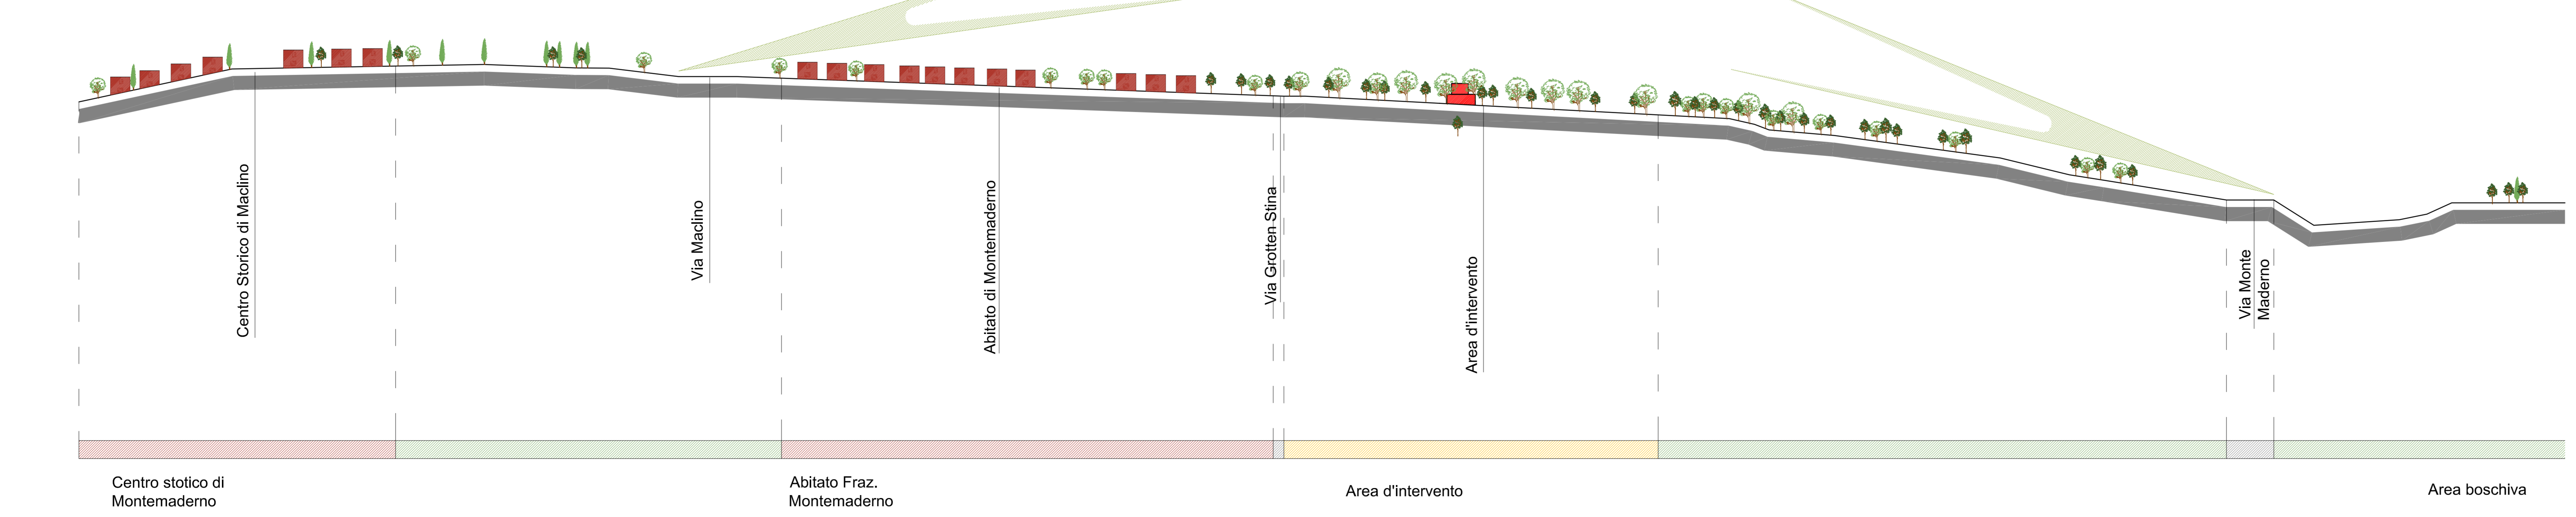 Centro Storico di Maclino
Via Maclino
Abitato di Montemaderno
Via Grotten Stina
Area d'intervento
Via Monte
Maderno
Centro stotico di
Montemaderno
Abitato Fraz.
Montemaderno
Area d'intervento
Area boschiva